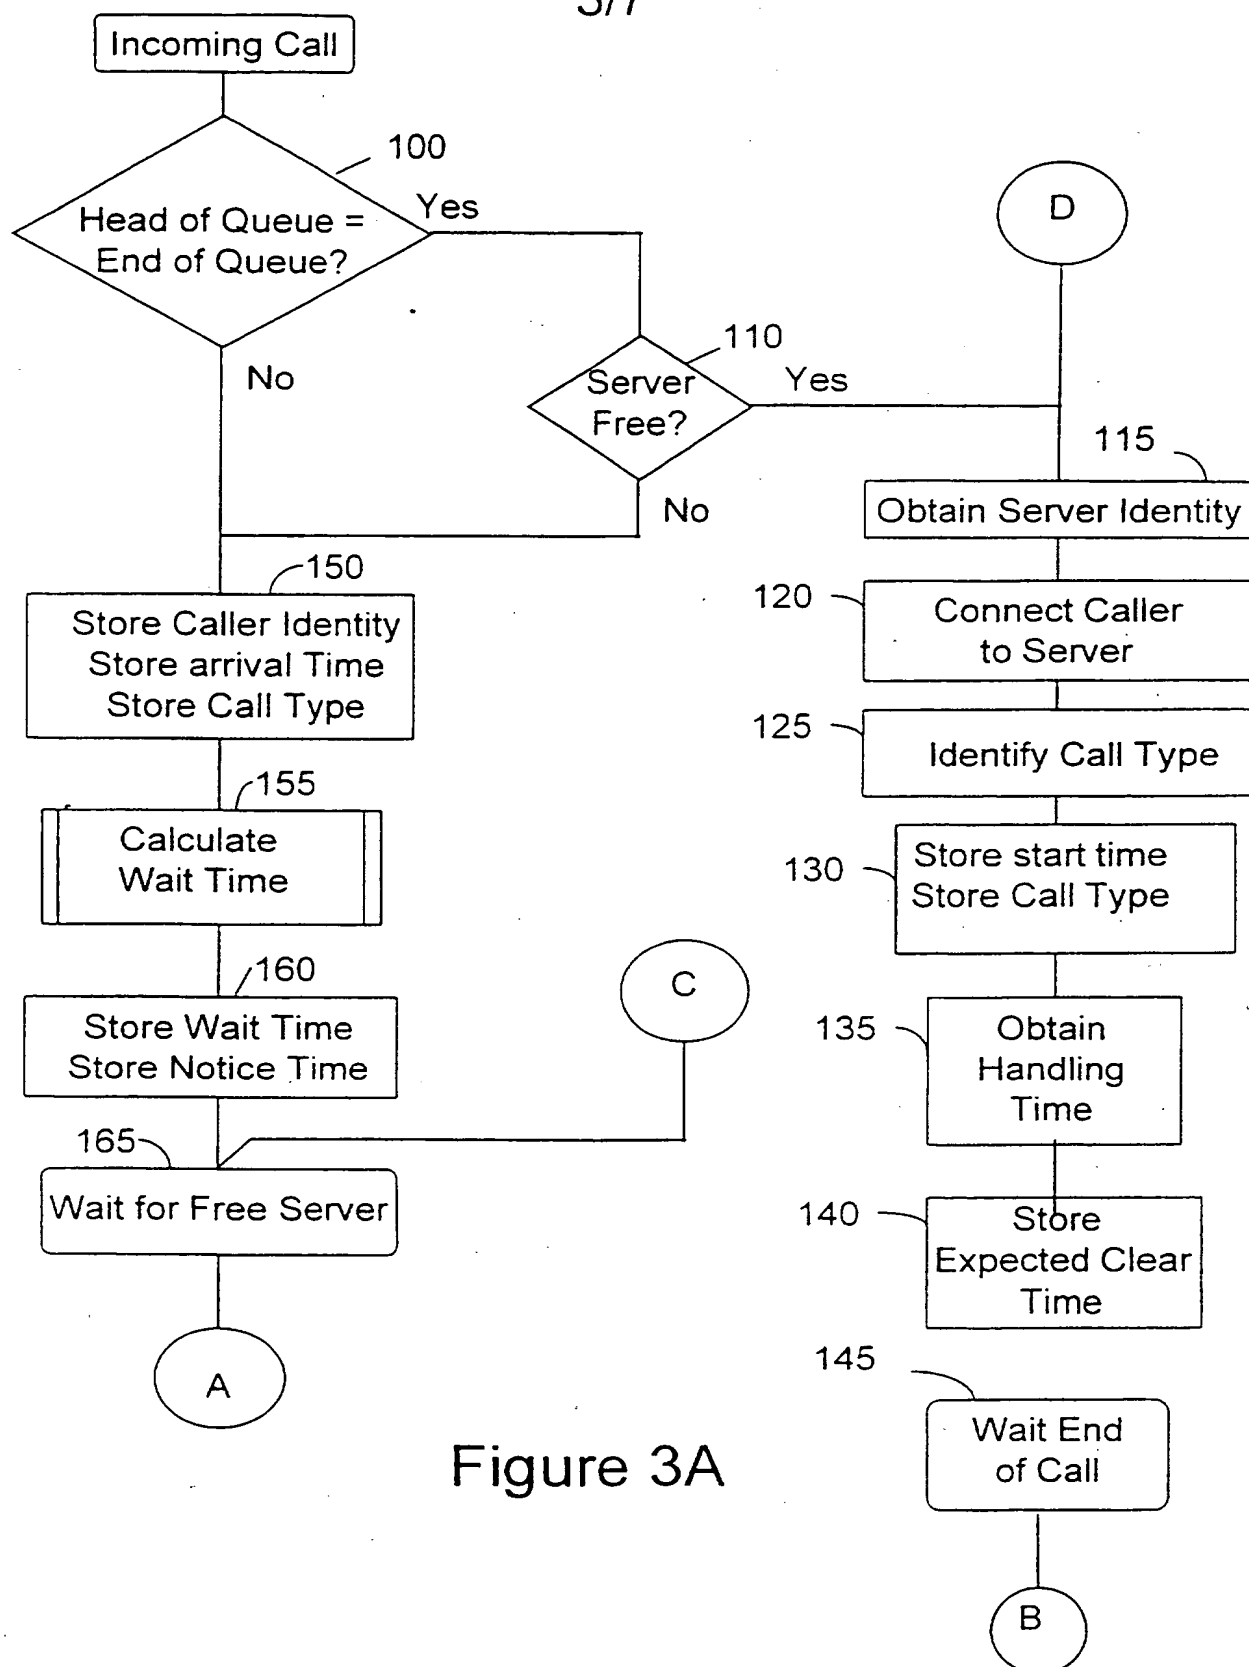 3/7
Incoming Call
100
Head of Queue =
End of Queue?
Yes
No
D
110
Server
Free?
Yes
No
115
Obtain Server Identity
120
Connect Caller
to Server
125
Identify Call Type
130
Store start time
Store Call Type
135
Obtain
Handling
Time
140
Store
Expected Clear
Time
145
Wait End
of Call
B
150
Store Caller Identity
Store arrival Time
Store Call Type
155
Calculate
Wait Time
160
Store Wait Time
Store Notice Time
C
165
Wait for Free Server
A
Figure 3A